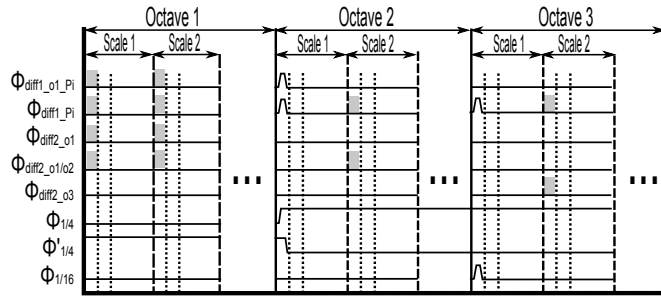 Octave 1 Octave 2 Octave 3
Scale 1 Scale 2 Scale 1 Scale 2 Scale 1 Scale 2
Φdiff1_o1_Pi
Φdiff1_Pi
Φdiff2_o1
Φdiff2_o1/o2
Φdiff2_o3
Φ1/4
Φ'1/4
Φ1/16